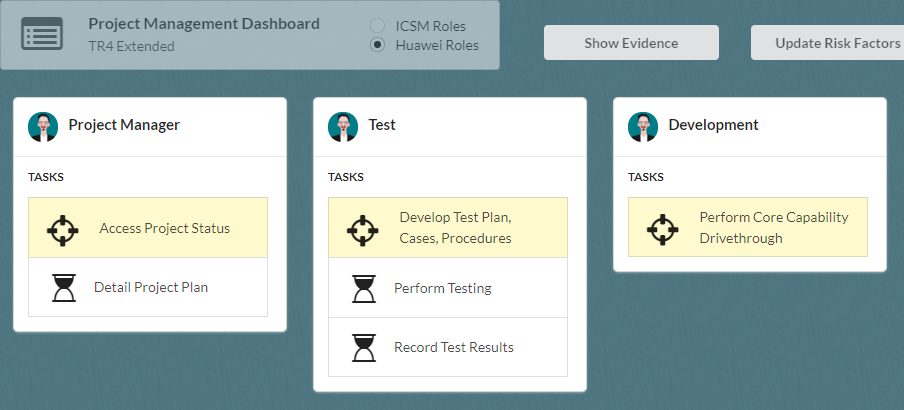 Project Management Dashboard
TR4 Extended
ICSM Roles
Huawei Roles
Show Evidence
Update Risk Factors
Project Manager
TASKS
Access Project Status
Detail Project Plan
Test
TASKS
Develop Test Plan,
Cases, Procedures
Perform Testing
Record Test Results
Development
TASKS
Perform Core Capability
Drivethrough